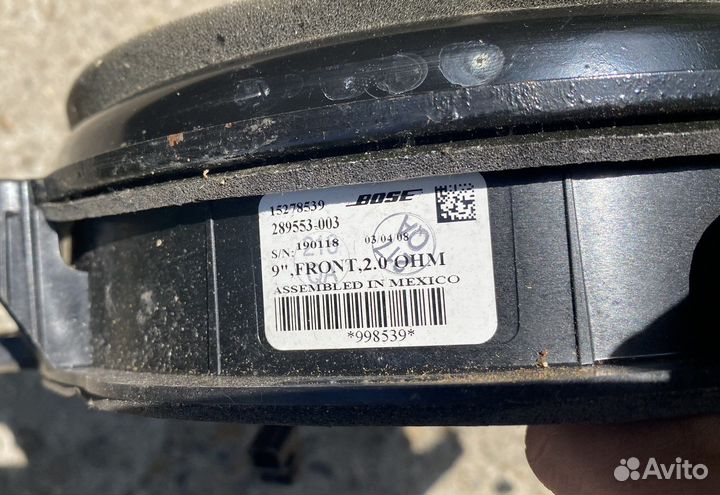 15278539 BOSE
289553-003
S/N: 190118 03 04 08
9",FRONT,2.0 OHM
ASSEMBLED IN MEXICO
*998539*
Avito